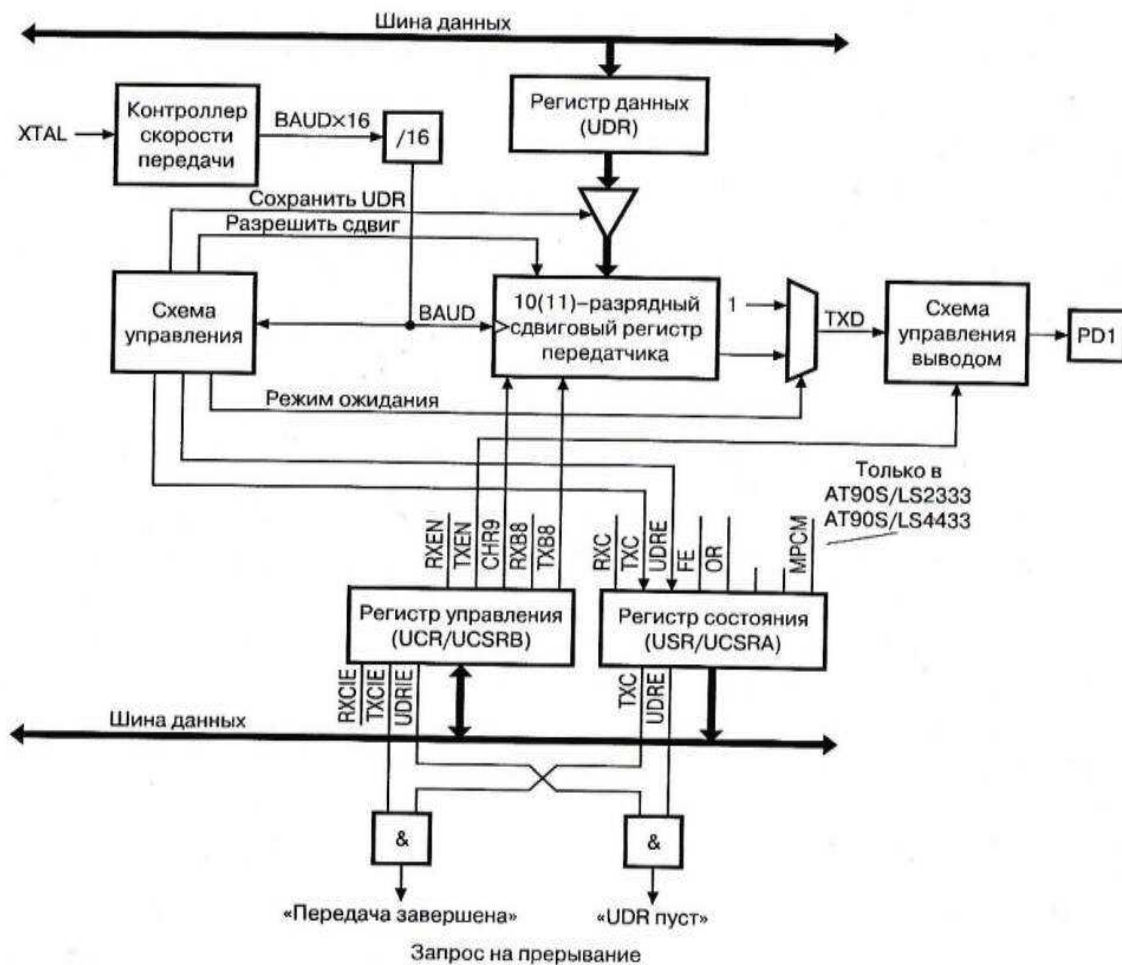 Шина данных
Контроллер
скорости
передачи
XTAL
BAUD×16
/16
Регистр данных
(UDR)
Сохранить UDR
Разрешить сдвиг
Схема
управления
BAUD
10(11)–разрядный
сдвиговый регистр
передатчика
1
TXD
Схема
управления
выводом
PD1
Режим ожидания
Только в
AT90S/LS2333
AT90S/LS4433
RXEN
TXEN
CHR9
RXB8
TXB8
RXC
TXC
UDRE
FE
OR
MPCM
Регистр управления
(UCR/UCSRB)
Регистр состояния
(USR/UCSRA)
RXCIE
TXCIE
UDRIE
TXC
UDRE
Шина данных
&
&
«Передача завершена»
«UDR пуст»
Запрос на прерывание